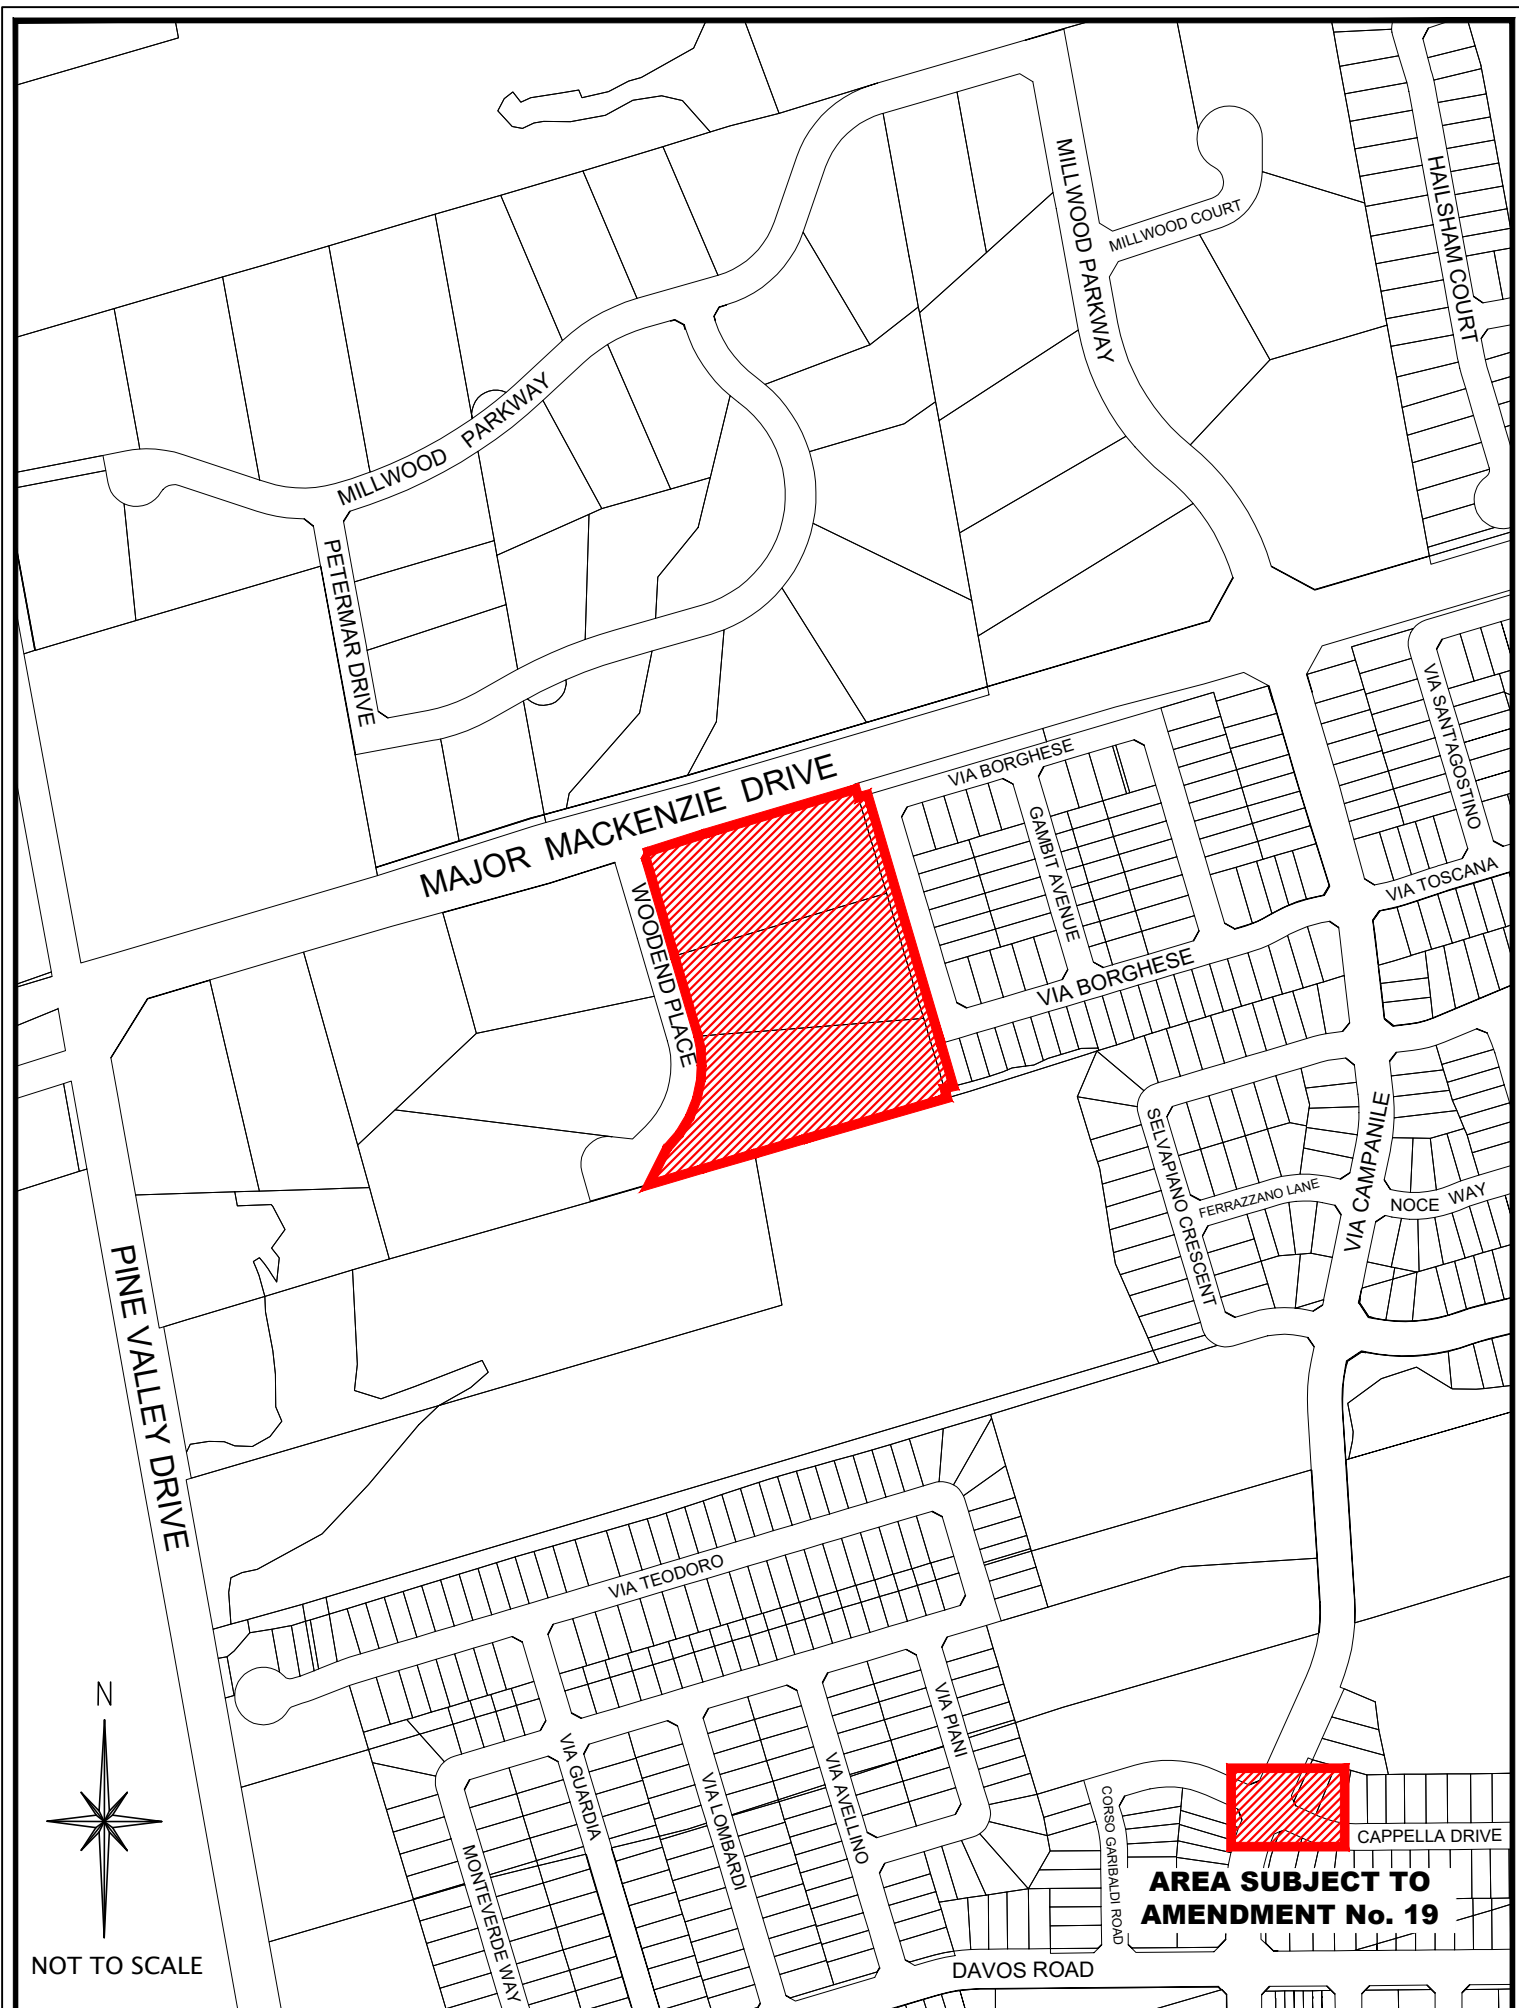 MILLWOOD PARKWAY
MILLWOOD COURT
HAILSHAM COURT
MILLWOOD PARKWAY
PETERMAR DRIVE
VIA SANT'AGOSTINO
VIA BORGHESE
MAJOR MACKENZIE DRIVE
GAMBIT AVENUE
VIA TOSCANA
WOODEND PLACE
VIA BORGHESE
SELVAPIANO CRESCENT
VIA CAMPANILE
FERRAZZANO LANE
NOCE WAY
PINE VALLEY DRIVE
VIA TEODORO
N
VIA PIANI
VIA GUARDIA
VIA LOMBARDI
VIA AVELLINO
CORSO GARIBALDI ROAD
CAPPELLA DRIVE
MONTEVERDE WAY
AREA SUBJECT TO
AMENDMENT No. 19
NOT TO SCALE
DAVOS ROAD